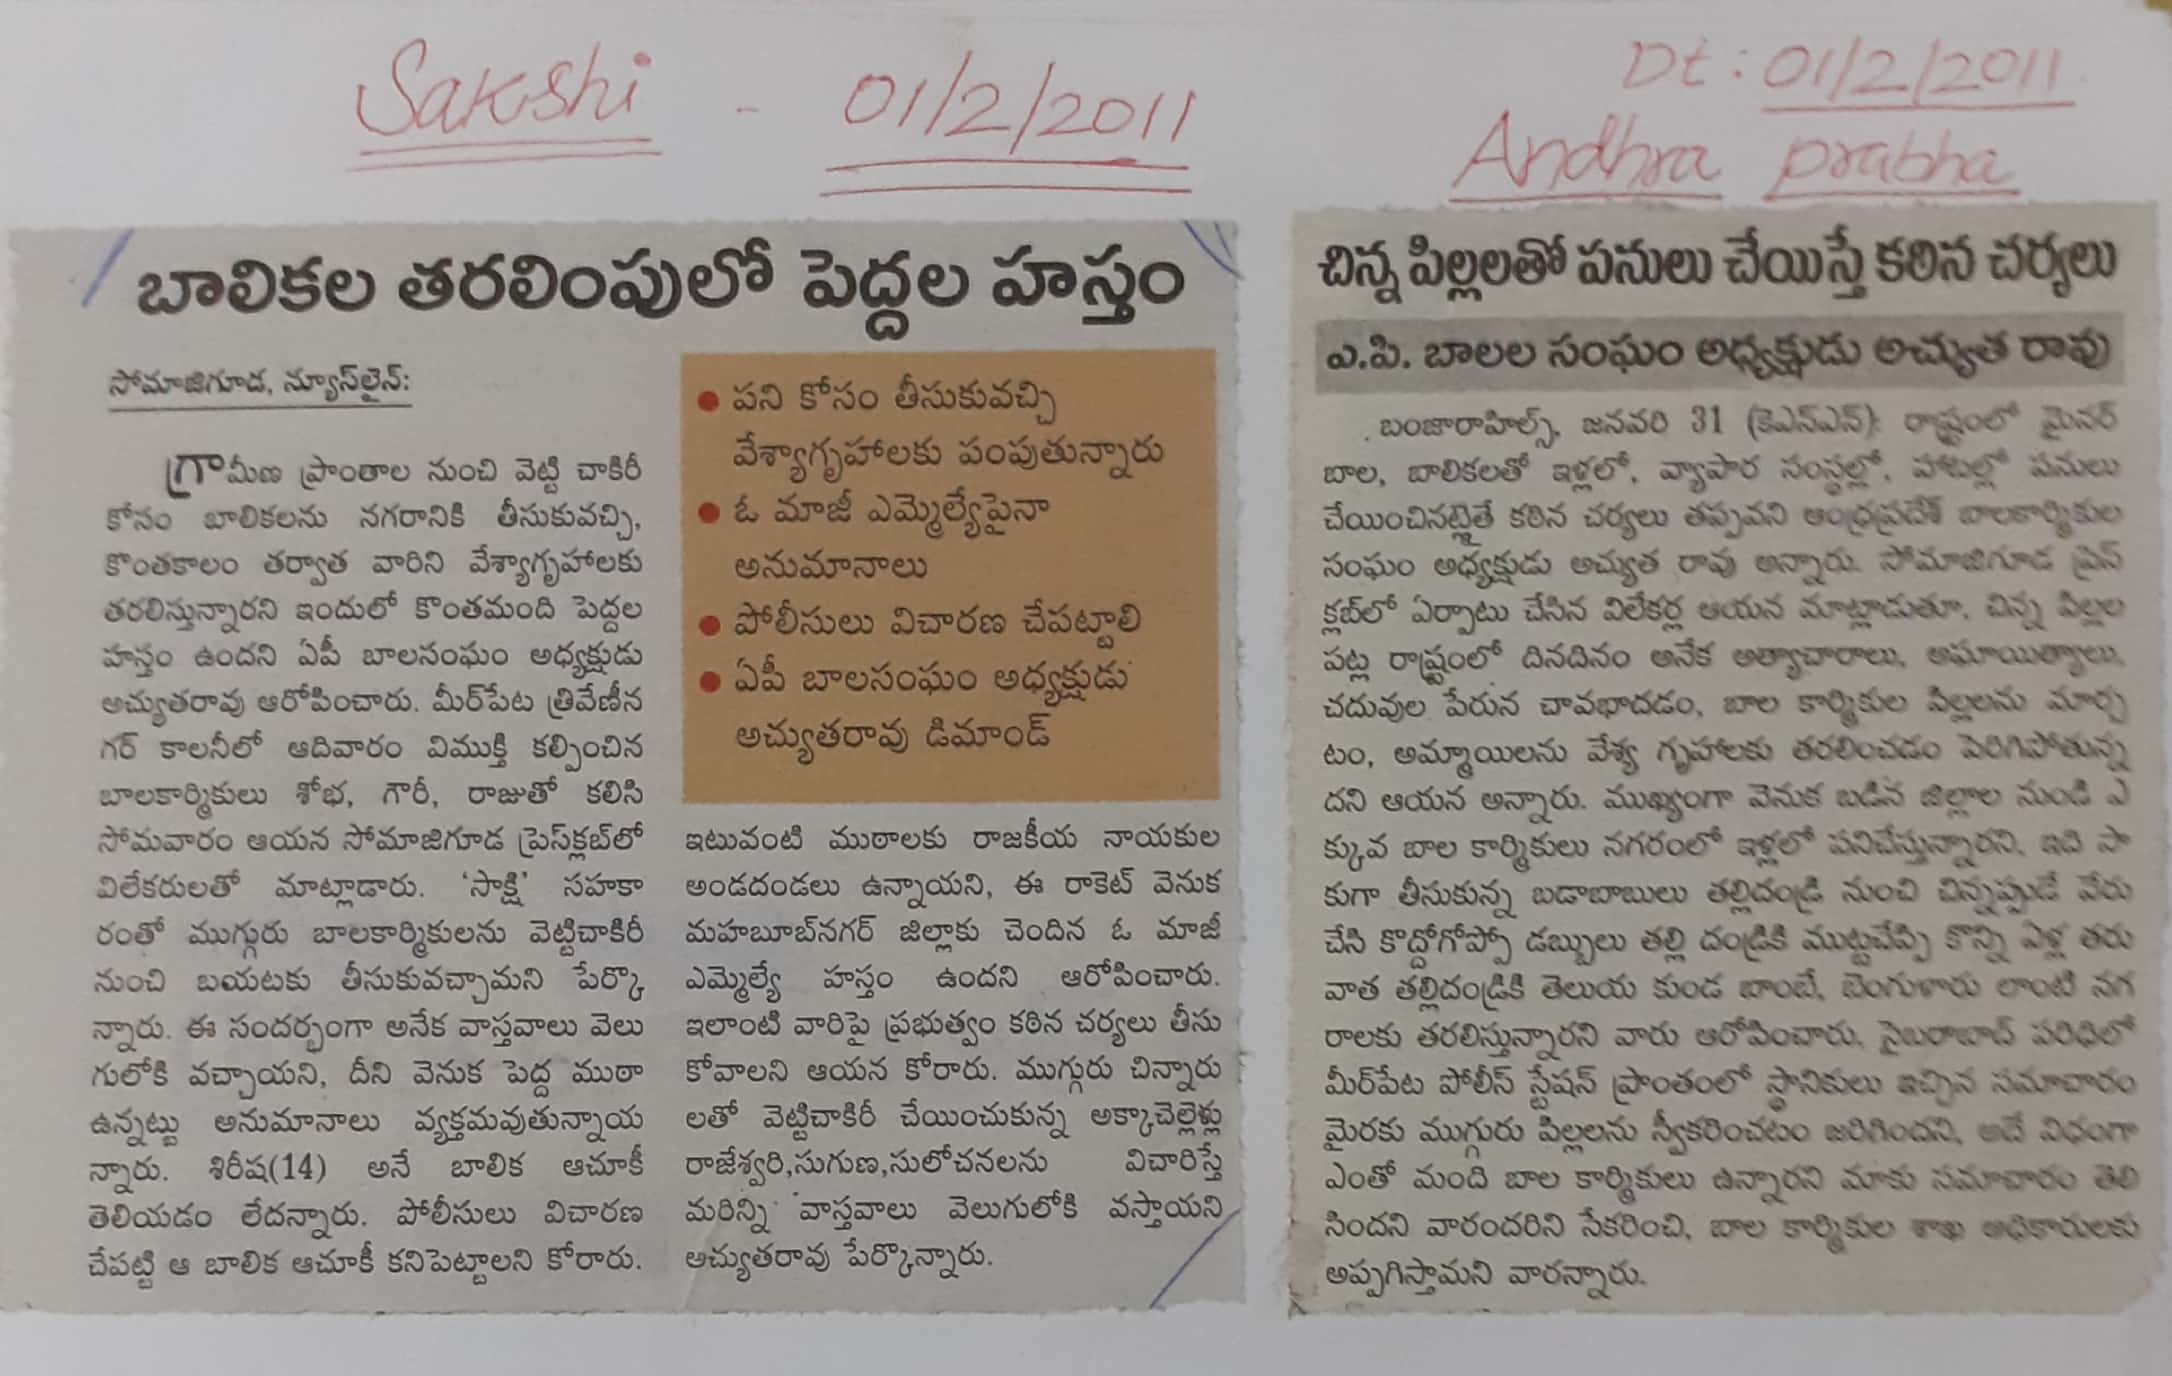 Sakshi - 01/2/2011
బాలికల తరలింపులో పెద్దల హస్తం
సోమాజిగూడ, న్యూస్‌లైన్:
గ్రామీణ ప్రాంతాల నుంచి వెట్టి చాకిరీ
కోసం బాలికలను నగరానికి తీసుకువచ్చి,
కొంతకాలం తర్వాత వారిని వేశ్యాగృహాలకు
తరలిస్తున్నారని ఇందులో కొంతమంది పెద్దల
హస్తం ఉందని ఏపీ బాలసంఘం అధ్యక్షుడు
అచ్యుతరావు ఆరోపించారు. మీర్‌పేట త్రివేణీన
గర్ కాలనీలో ఆదివారం విముక్తి కల్పించిన
బాలకార్మికులు శోభ, గౌరీ, రాజుతో కలిసి
సోమవారం ఆయన సోమాజిగూడ ప్రెస్‌క్లబ్‌లో
విలేకరులతో మాట్లాడారు. 'సాక్షి' సహకా
రంతో ముగ్గురు బాలకార్మికులను వెట్టిచాకిరీ
నుంచి బయటకు తీసుకువచ్చామని పేర్కొ
న్నారు. ఈ సందర్భంగా అనేక వాస్తవాలు వెలు
గులోకి వచ్చాయని, దీని వెనుక పెద్ద ముఠా
ఉన్నట్టు అనుమానాలు వ్యక్తమవుతున్నాయ
న్నారు. శిరీష(14) అనే బాలిక ఆచూకీ
తెలియడం లేదన్నారు. పోలీసులు విచారణ
చేపట్టి ఆ బాలిక ఆచూకీ కనిపెట్టాలని కోరారు.
● పని కోసం తీసుకువచ్చి
వేశ్యాగృహాలకు పంపుతున్నారు
● ఓ మాజీ ఎమ్మెల్యేపైనా
అనుమానాలు
● పోలీసులు విచారణ చేపట్టాలి
● ఏపీ బాలసంఘం అధ్యక్షుడు
అచ్యుతరావు డిమాండ్
ఇటువంటి ముఠాలకు రాజకీయ నాయకుల
అండదండలు ఉన్నాయని, ఈ రాకెట్ వెనుక
మహబూబ్‌నగర్ జిల్లాకు చెందిన ఓ మాజీ
ఎమ్మెల్యే హస్తం ఉందని ఆరోపించారు.
ఇలాంటి వారిపై ప్రభుత్వం కఠిన చర్యలు తీసు
కోవాలని ఆయన కోరారు. ముగ్గురు చిన్నారు
లతో వెట్టిచాకిరీ చేయించుకున్న అక్కాచెల్లెళ్లు
రాజేశ్వరి,సుగుణ,సులోచనలను విచారిస్తే
మరిన్ని వాస్తవాలు వెలుగులోకి వస్తాయని
అచ్యుతరావు పేర్కొన్నారు.
Dt: 01/2/2011
Andhra prabha
చిన్న పిల్లలతో పనులు చేయిస్తే కఠిన చర్యలు
ఎ.పి. బాలల సంఘం అధ్యక్షుడు అచ్యుత రావు
బంజారాహిల్స్, జనవరి 31 (కెఎన్ఎన్): రాష్ట్రంలో మైనర్
బాల, బాలికలతో ఇళ్లలో, వ్యాపార సంస్థల్లో, హాటల్లో పనులు
చేయించినట్లైతే కఠిన చర్యలు తప్పవని ఆంధ్రప్రదేశ్ బాలకార్మికుల
సంఘం అధ్యక్షుడు అచ్యుత రావు అన్నారు. సోమాజిగూడ ప్రెస్
క్లబ్‌లో ఏర్పాటు చేసిన విలేకర్ల ఆయన మాట్లాడుతూ, చిన్న పిల్లల
పట్ల రాష్ట్రంలో దినదినం అనేక అత్యాచారాలు, అఘాయిత్యాలు,
చదువుల పేరున చావభాదడం, బాల కార్మికుల పిల్లలను మార్చ
టం, అమ్మాయిలను వేశ్య గృహాలకు తరలించడం పెరిగిపోతున్న
దని ఆయన అన్నారు. ముఖ్యంగా వెనుక బడిన జిల్లాల నుండి ఎ
క్కువ బాల కార్మికులు నగరంలో ఇళ్లలో పనిచేస్తున్నారని, ఇది సా
కుగా తీసుకున్న బడాబాబులు తల్లిదండ్రి నుంచి చిన్నప్పుడే వేరు
చేసి కొద్దోగోప్పో డబ్బులు తల్లి దండ్రికి ముట్టచెప్పి కొన్ని ఏళ్ల తరు
వాత తల్లిదండ్రికి తెలుయ కుండ బాంబే, బెంగుళూరు లాంటి నగ
రాలకు తరలిస్తున్నారని వారు ఆరోపించారు. సైబరాబాద్ పరిధిలో
మీర్‌పేట పోలీస్ స్టేషన్ ప్రాంతంలో స్థానికులు ఇచ్చిన సమాచారం
మైరకు ముగ్గురు పిల్లలను స్వీకరించటం జరిగిందని, అదే విధంగా
ఎంతో మంది బాల కార్మికులు ఉన్నారని మాకు సమాచారం తెలి
సిందని వారందరిని సేకరించి, బాల కార్మికుల శాఖ అధికారులకు
అప్పగిస్తామని వారన్నారు.